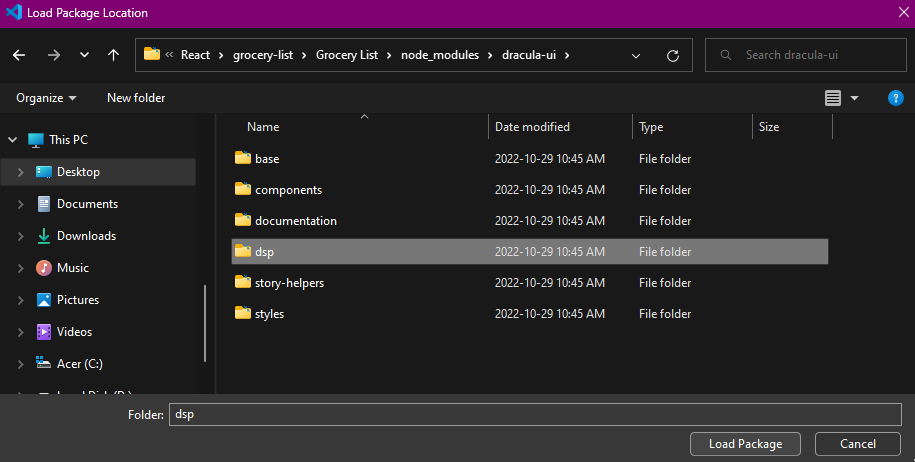 Load Package Location
« React > grocery-list > Grocery List > node_modules > dracula-ui >
Search dracula-ui
Organize New folder ?
Name Date modified Type Size
This PC
Desktop
Documents
Downloads
Music
Pictures
Videos
Acer (C:)
base 2022-10-29 10:45 AM File folder
components 2022-10-29 10:45 AM File folder
documentation 2022-10-29 10:45 AM File folder
dsp 2022-10-29 10:45 AM File folder
story-helpers 2022-10-29 10:45 AM File folder
styles 2022-10-29 10:45 AM File folder
Folder: dsp
Load Package Cancel